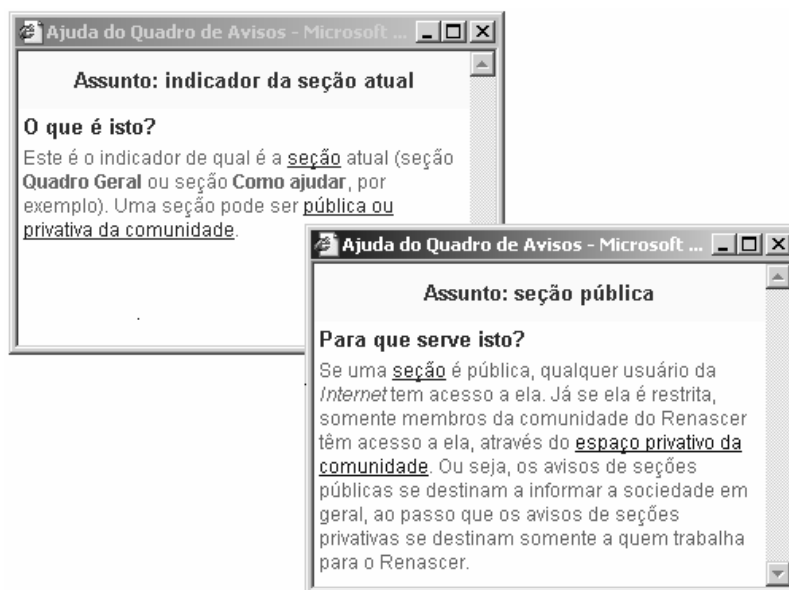 Ajuda do Quadro de Avisos - Microsoft ...
Assunto: indicador da seção atual
O que é isto?
Este é o indicador de qual é a seção atual (seção
Quadro Geral ou seção Como ajudar, por
exemplo). Uma seção pode ser pública ou
privativa da comunidade.
Ajuda do Quadro de Avisos - Microsoft ...
Assunto: seção pública
Para que serve isto?
Se uma seção é pública, qualquer usuário da
Internet tem acesso a ela. Já se ela é restrita,
somente membros da comunidade do Renascer
têm acesso a ela, através do espaço privativo da
comunidade. Ou seja, os avisos de seções
públicas se destinam a informar a sociedade em
geral, ao passo que os avisos de seções
privativas se destinam somente a quem trabalha
para o Renascer.